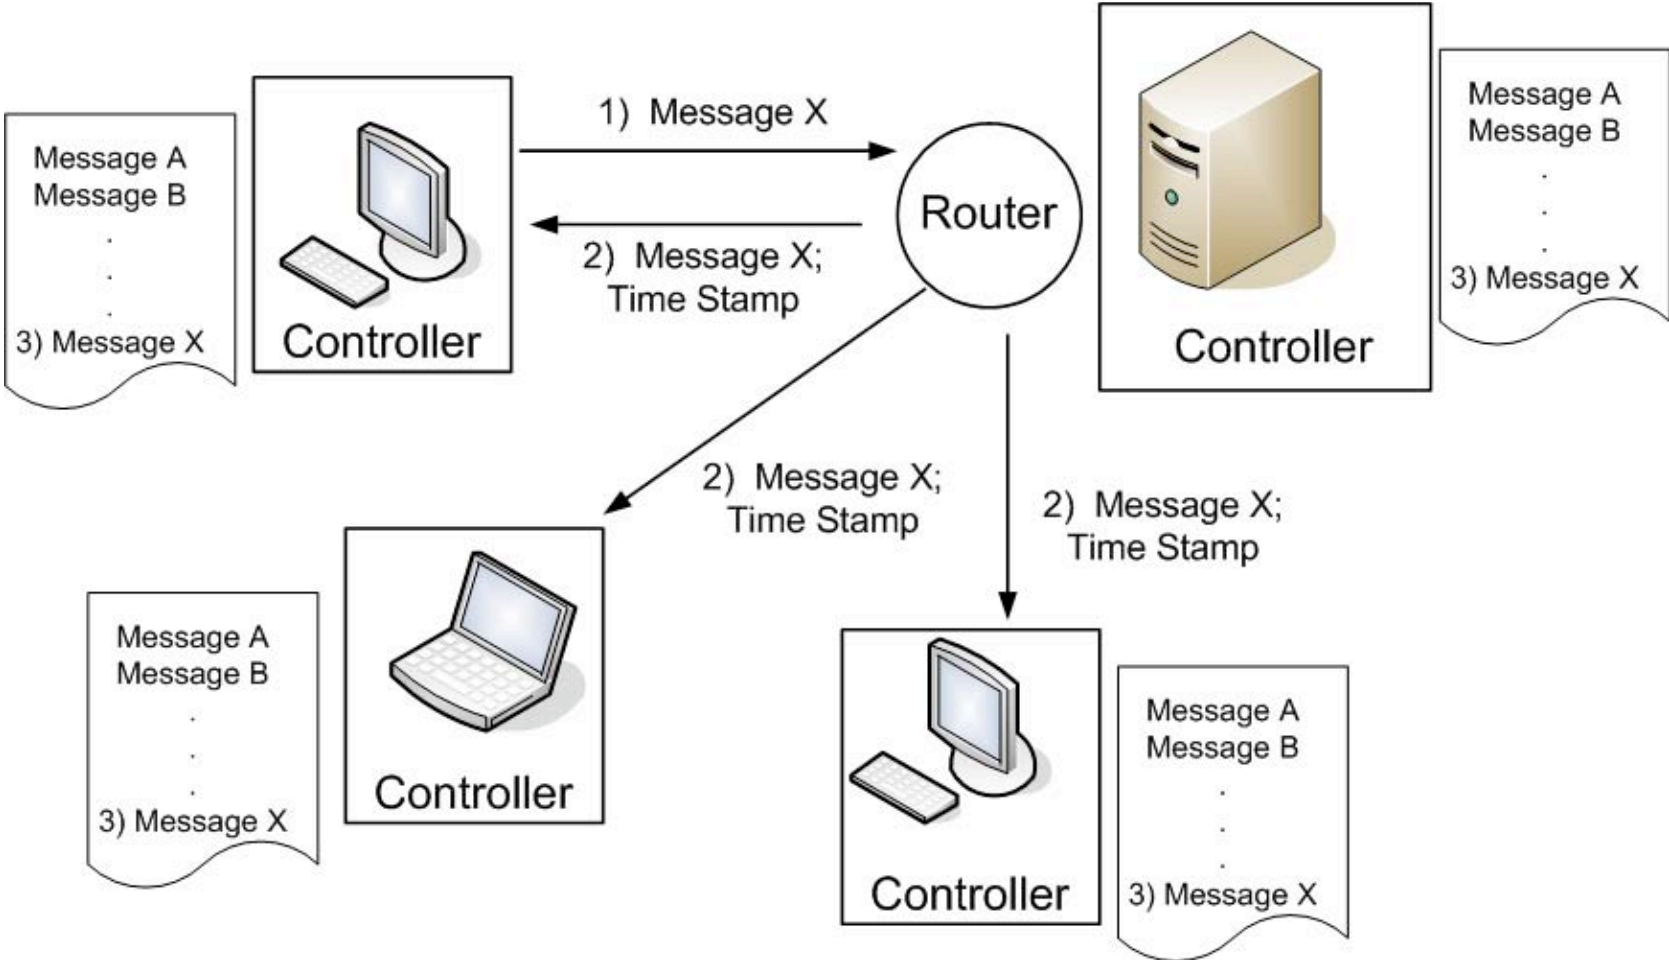 1)  Message X
Message A
Message B
.
.
.
3) Message X
Controller
2)  Message X;
Time Stamp
Router
Controller
Message A
Message B
.
.
.
3) Message X
2)  Message X;
Time Stamp
2)  Message X;
Time Stamp
Message A
Message B
.
.
.
3) Message X
Controller
Controller
Message A
Message B
.
.
.
3) Message X